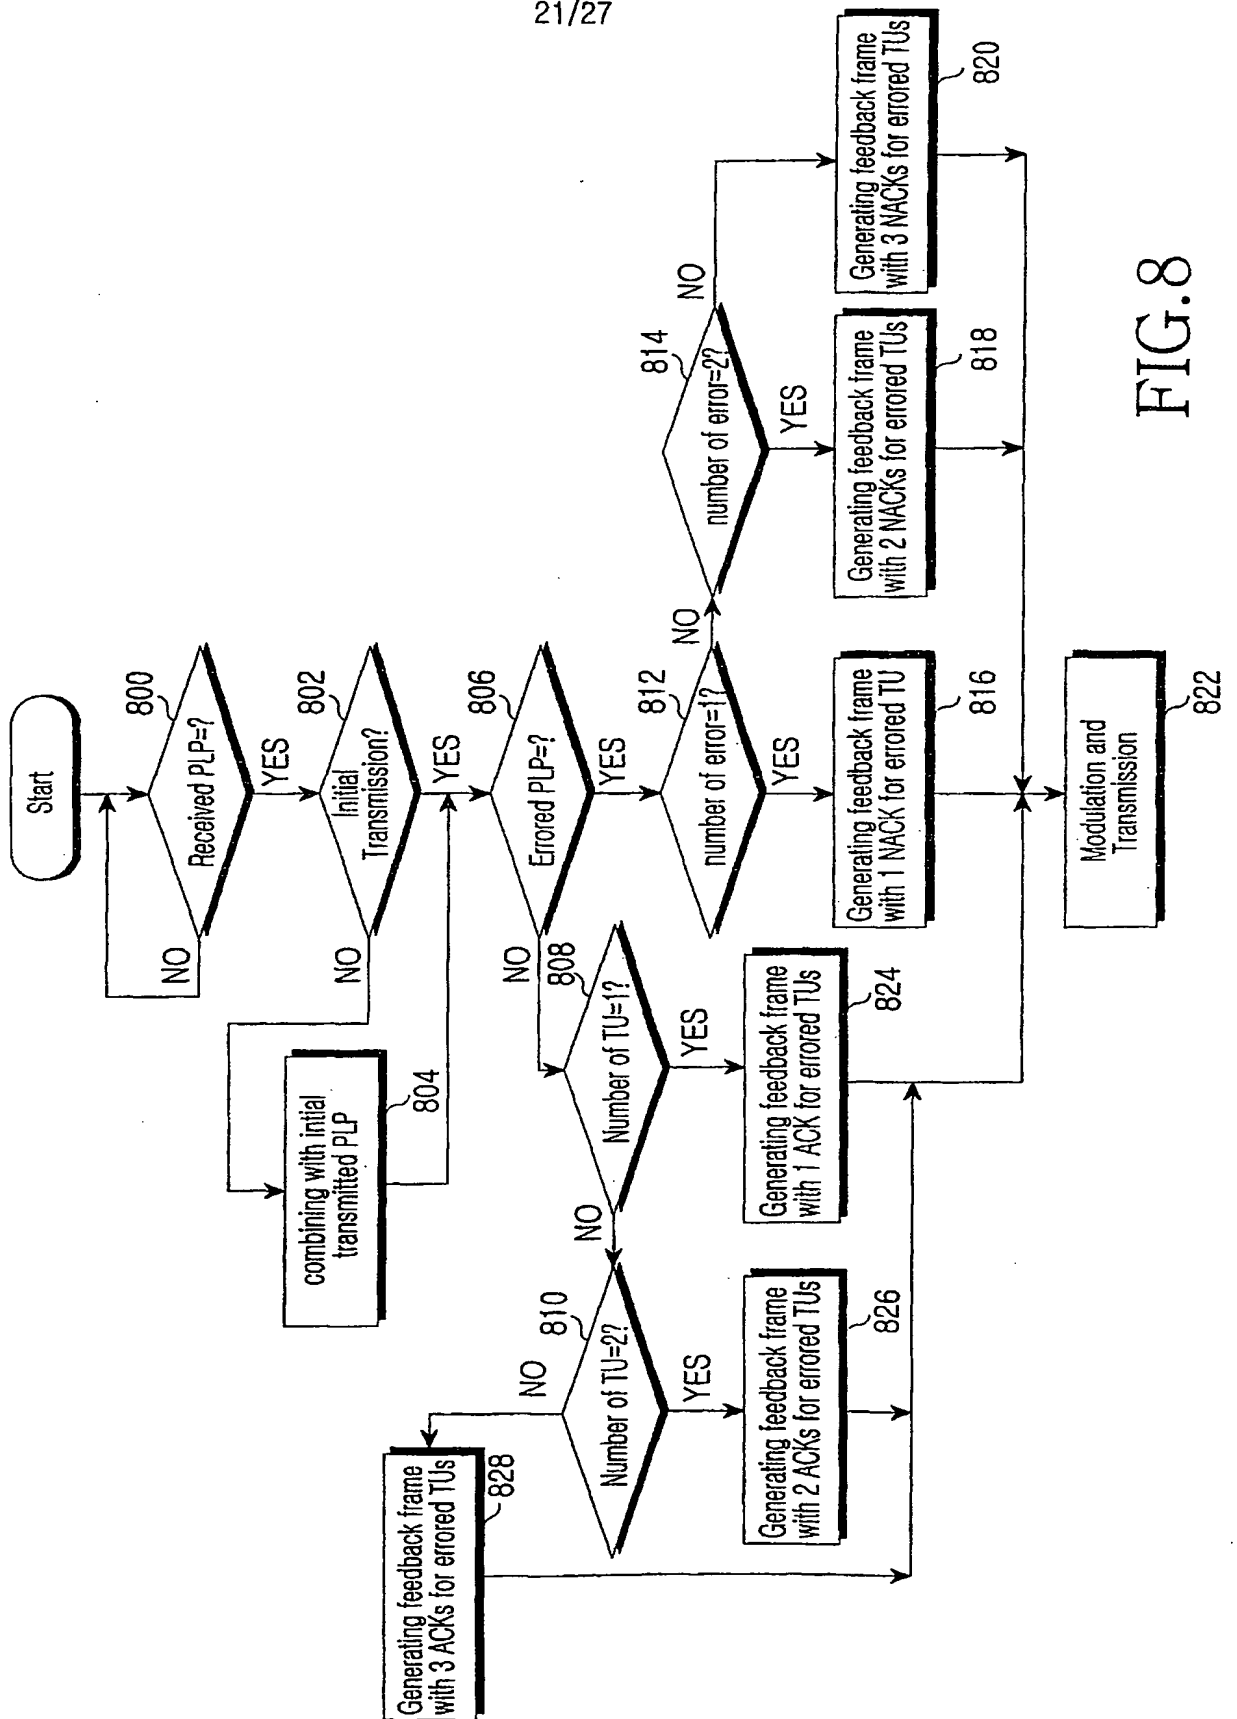 21/27
Start
Received PLP=?
800
NO
YES
Initial
Transmission?
802
NO
YES
combining with intial
transmitted PLP
804
Errored PLP=?
806
NO
YES
Number of TU=1?
808
NO
YES
Number of TU=2?
810
NO
YES
number of error=1?
812
NO
YES
number of error=2?
814
NO
YES
Generating feedback frame
with 3 ACKs for errored TUs
828
Generating feedback frame
with 2 ACKs for errored TUs
826
Generating feedback frame
with 1 ACK for errored TUs
824
Generating feedback frame
with 1 NACK for errored TU
816
Generating feedback frame
with 2 NACKs for errored TUs
818
Generating feedback frame
with 3 NACKs for errored TUs
820
Modulation and
Transmission
822
FIG.8